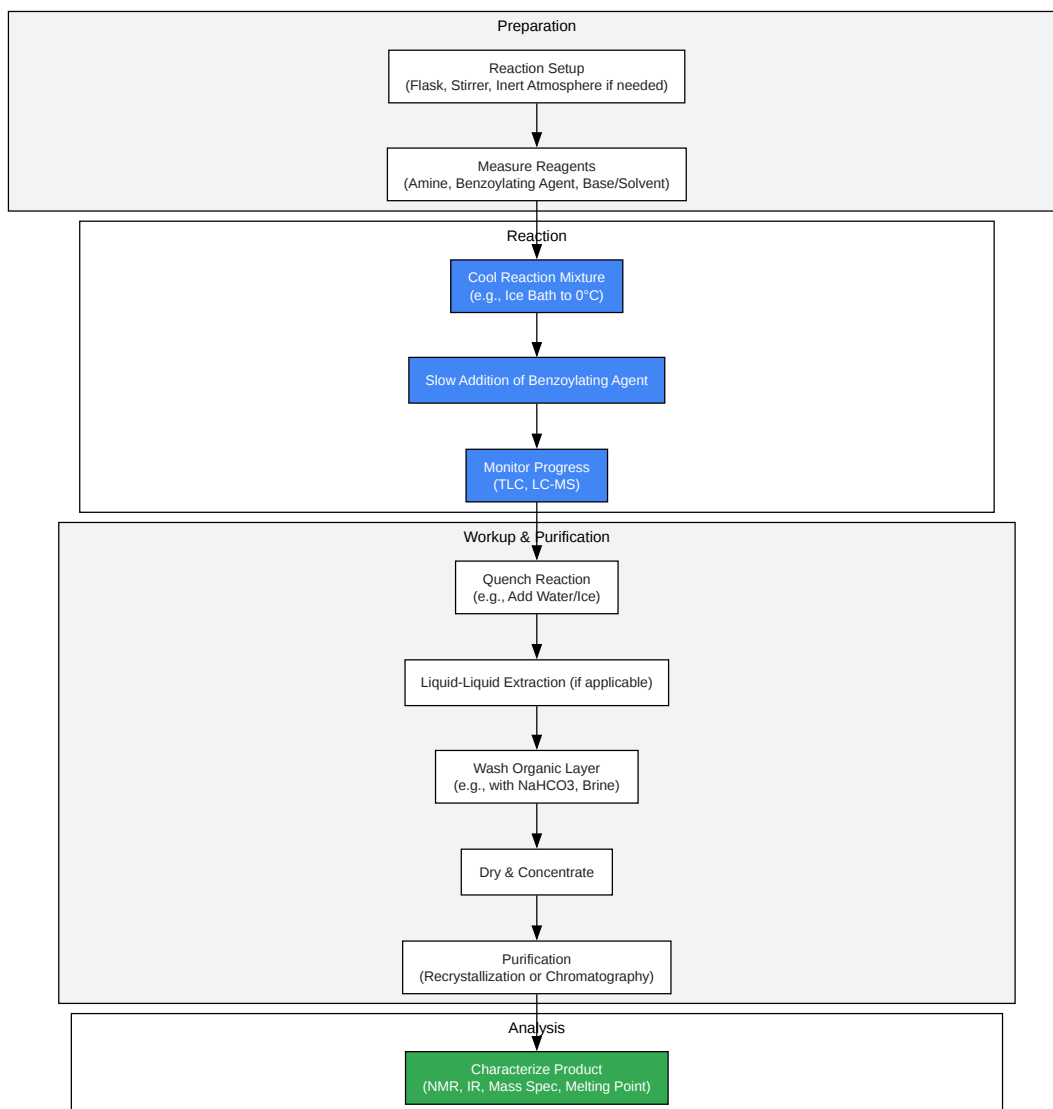 Preparation
Reaction Setup
(Flask, Stirrer, Inert Atmosphere if needed)
Measure Reagents
(Amine, Benzoylating Agent, Base/Solvent)
Reaction
Cool Reaction Mixture
(e.g., Ice Bath to 0°C)
Slow Addition of Benzoylating Agent
Monitor Progress
(TLC, LC-MS)
Workup & Purification
Quench Reaction
(e.g., Add Water/Ice)
Liquid-Liquid Extraction (if applicable)
Wash Organic Layer
(e.g., with NaHCO3, Brine)
Dry & Concentrate
Purification
(Recrystallization or Chromatography)
Analysis
Characterize Product
(NMR, IR, Mass Spec, Melting Point)